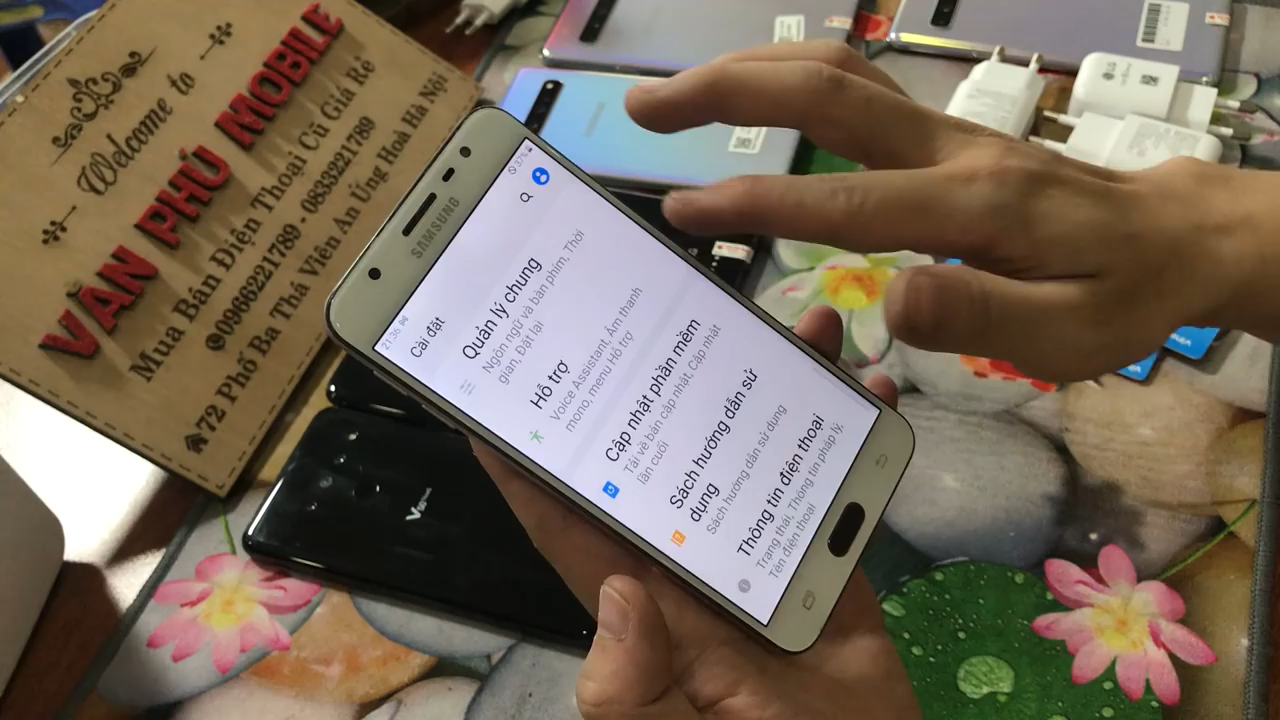 Welcome to
VĂN PHÚ MOBILE
Mua Bán Điện Thoại Cũ Giá Rẻ
0966221789 - 0833221789
72 Phố Ba Thá Viên An Ứng Hoà Hà Nội
SAMSUNG
21:36
37%
Cài đặt
Quản lý chung
Ngôn ngữ và bàn phím, Thời
gian, Đặt lại
Hỗ trợ
Voice Assistant, Âm thanh
mono, menu Hỗ trợ
Cập nhật phần mềm
Tải về bản cập nhật, Cập nhật
lần cuối
Sách hướng dẫn sử
dụng
Sách hướng dẫn sử dụng
Thông tin điện thoại
Trạng thái, Thông tin pháp lý,
Tên điện thoại
LG